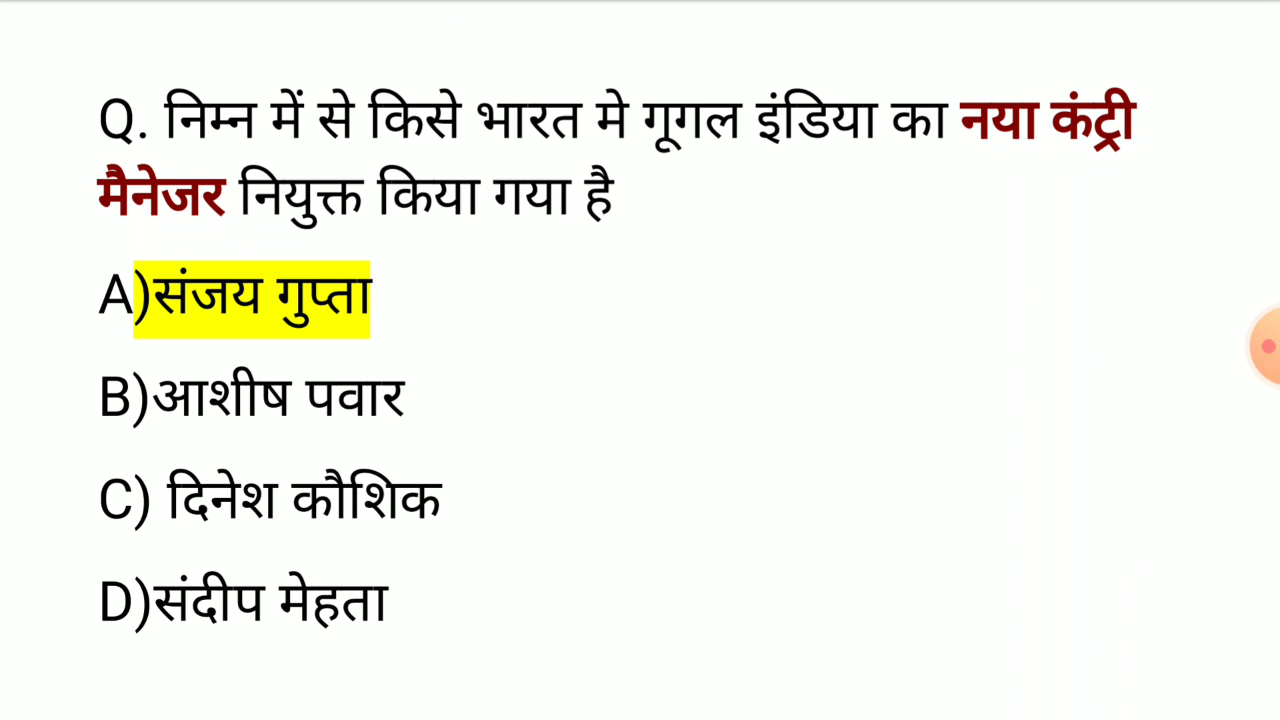 Q. निम्न में से किसे भारत मे गूगल इंडिया का नया कंट्री
मैनेजर नियुक्त किया गया है
A)संजय गुप्ता
B)आशीष पवार
C) दिनेश कौशिक
D)संदीप मेहता